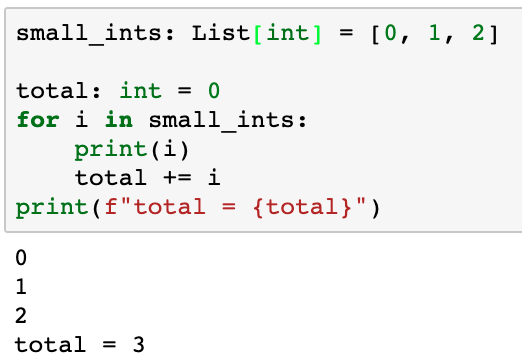 small_ints: List[int] = [0, 1, 2]

total: int = 0
for i in small_ints:
    print(i)
    total += i
print(f"total = {total}")
0
1
2
total = 3